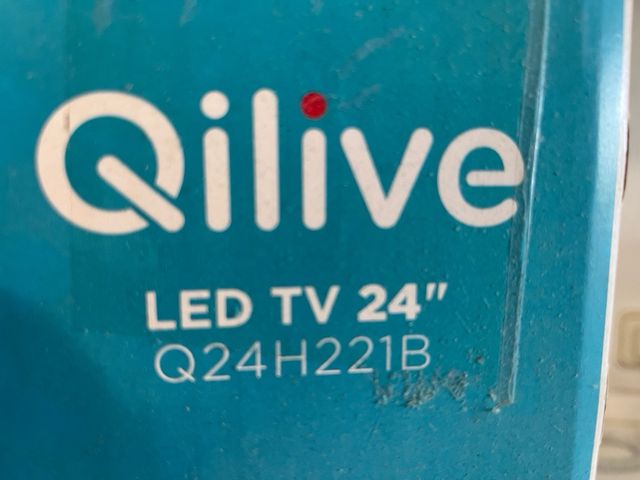 Qilive
LED TV 24"
Q24H221B